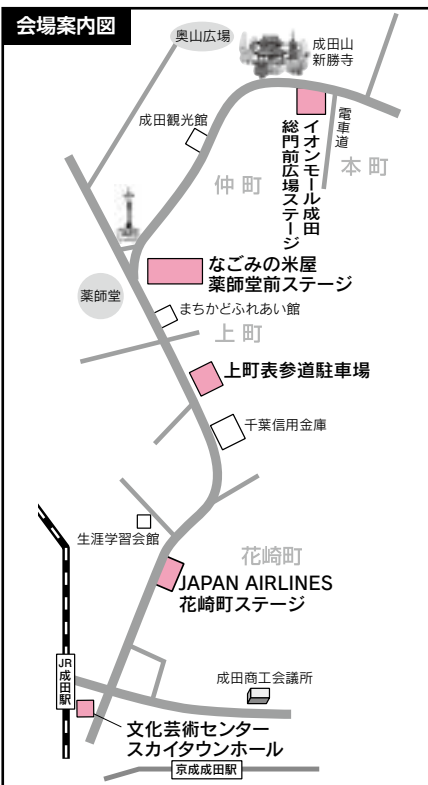 会場案内図
奥山広場
成田山
新勝寺
成田観光館
電車道
イオンモール成田
総門前広場ステージ
本町
仲町
なごみの米屋
薬師堂前ステージ
薬師堂
まちかどふれあい館
上町
上町表参道駐車場
千葉信用金庫
生涯学習会館
花崎町
JAPAN AIRLINES
花崎町ステージ
JR
成田駅
成田商工会議所
文化芸術センター
スカイタウンホール
京成成田駅